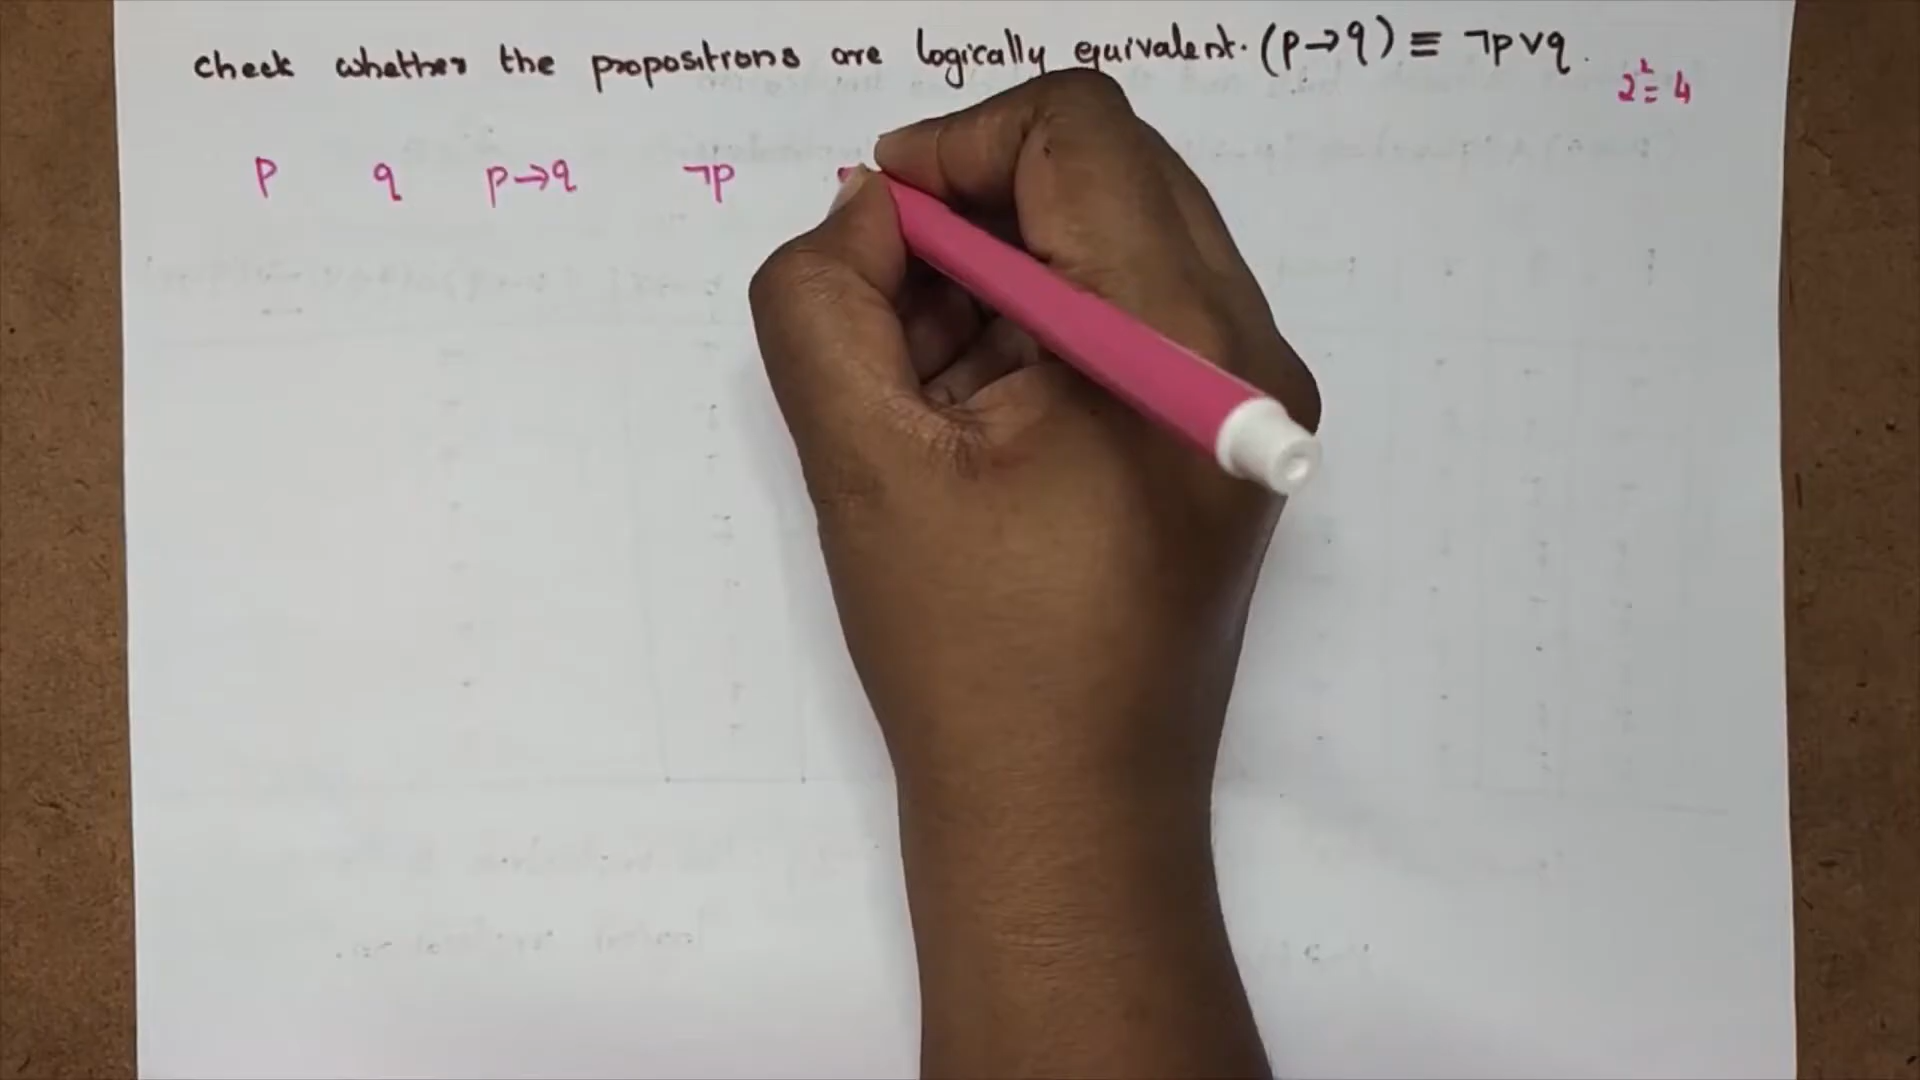 check whether the propositions are logically equivalent. (p→q) ≡ ¬p∨q.
2² = 4
p q p→q ¬p